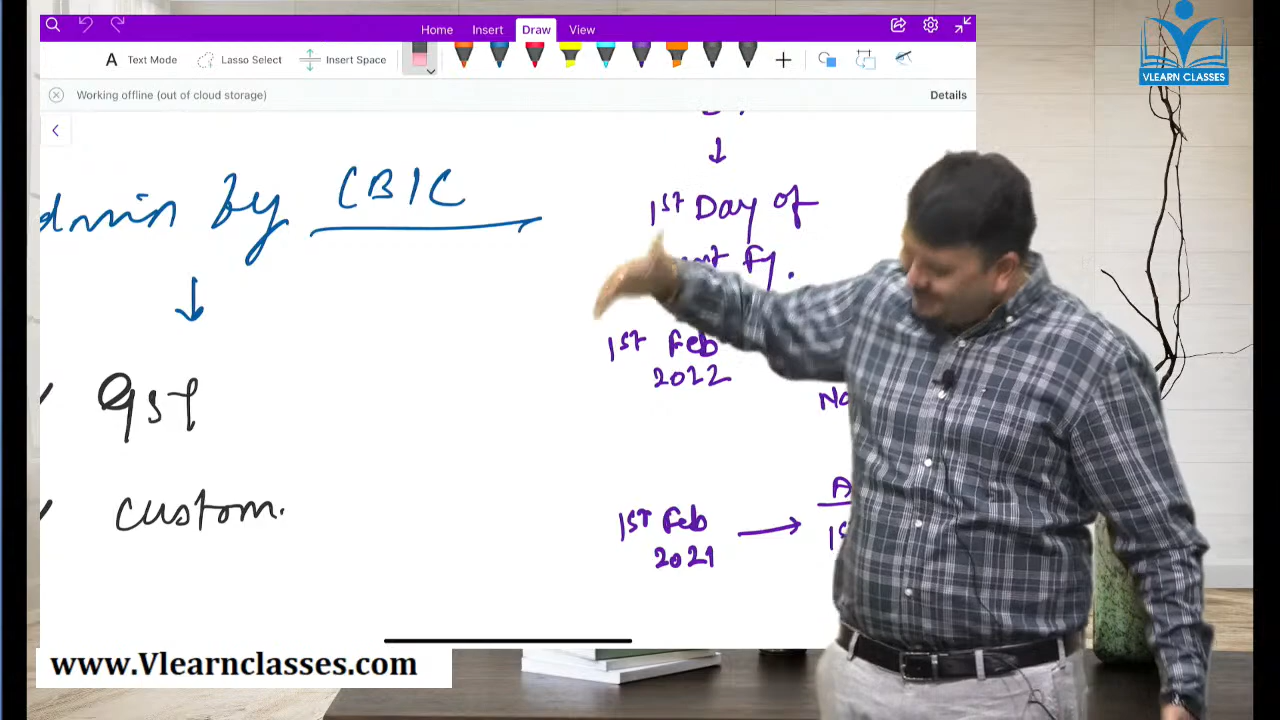 Home Insert Draw View
Text Mode Lasso Select Insert Space
Working offline (out of cloud storage) Details
VLEARN CLASSES
dmin by CBIC
gst
custom.
1st Day of
Fy.
1st Feb
2022
1st Feb
2021
www.Vlearnclasses.com